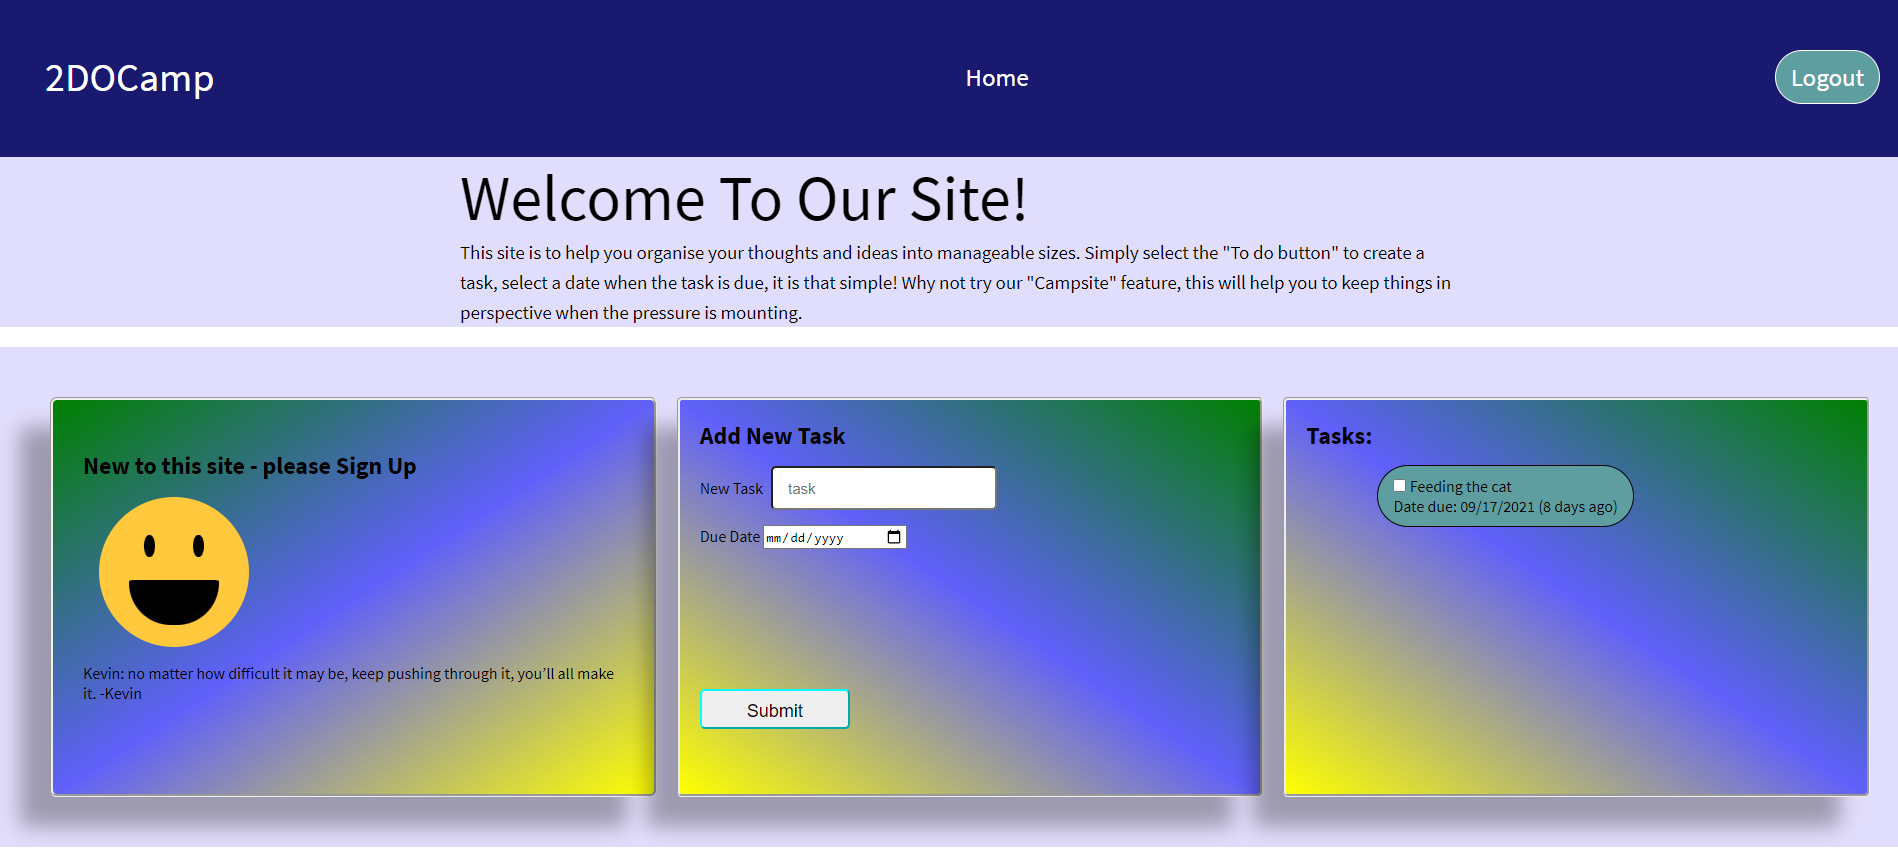 2DOCamp
Home
Logout
Welcome To Our Site!
This site is to help you organise your thoughts and ideas into manageable sizes. Simply select the "To do button" to create a
task, select a date when the task is due, it is that simple! Why not try our "Campsite" feature, this will help you to keep things in
perspective when the pressure is mounting.
New to this site - please Sign Up
Kevin: no matter how difficult it may be, keep pushing through it, you’ll all make
it. -Kevin
Add New Task
New Task task
Due Date mm/dd/yyyy
Submit
Tasks:
Feeding the cat
Date due: 09/17/2021 (8 days ago)